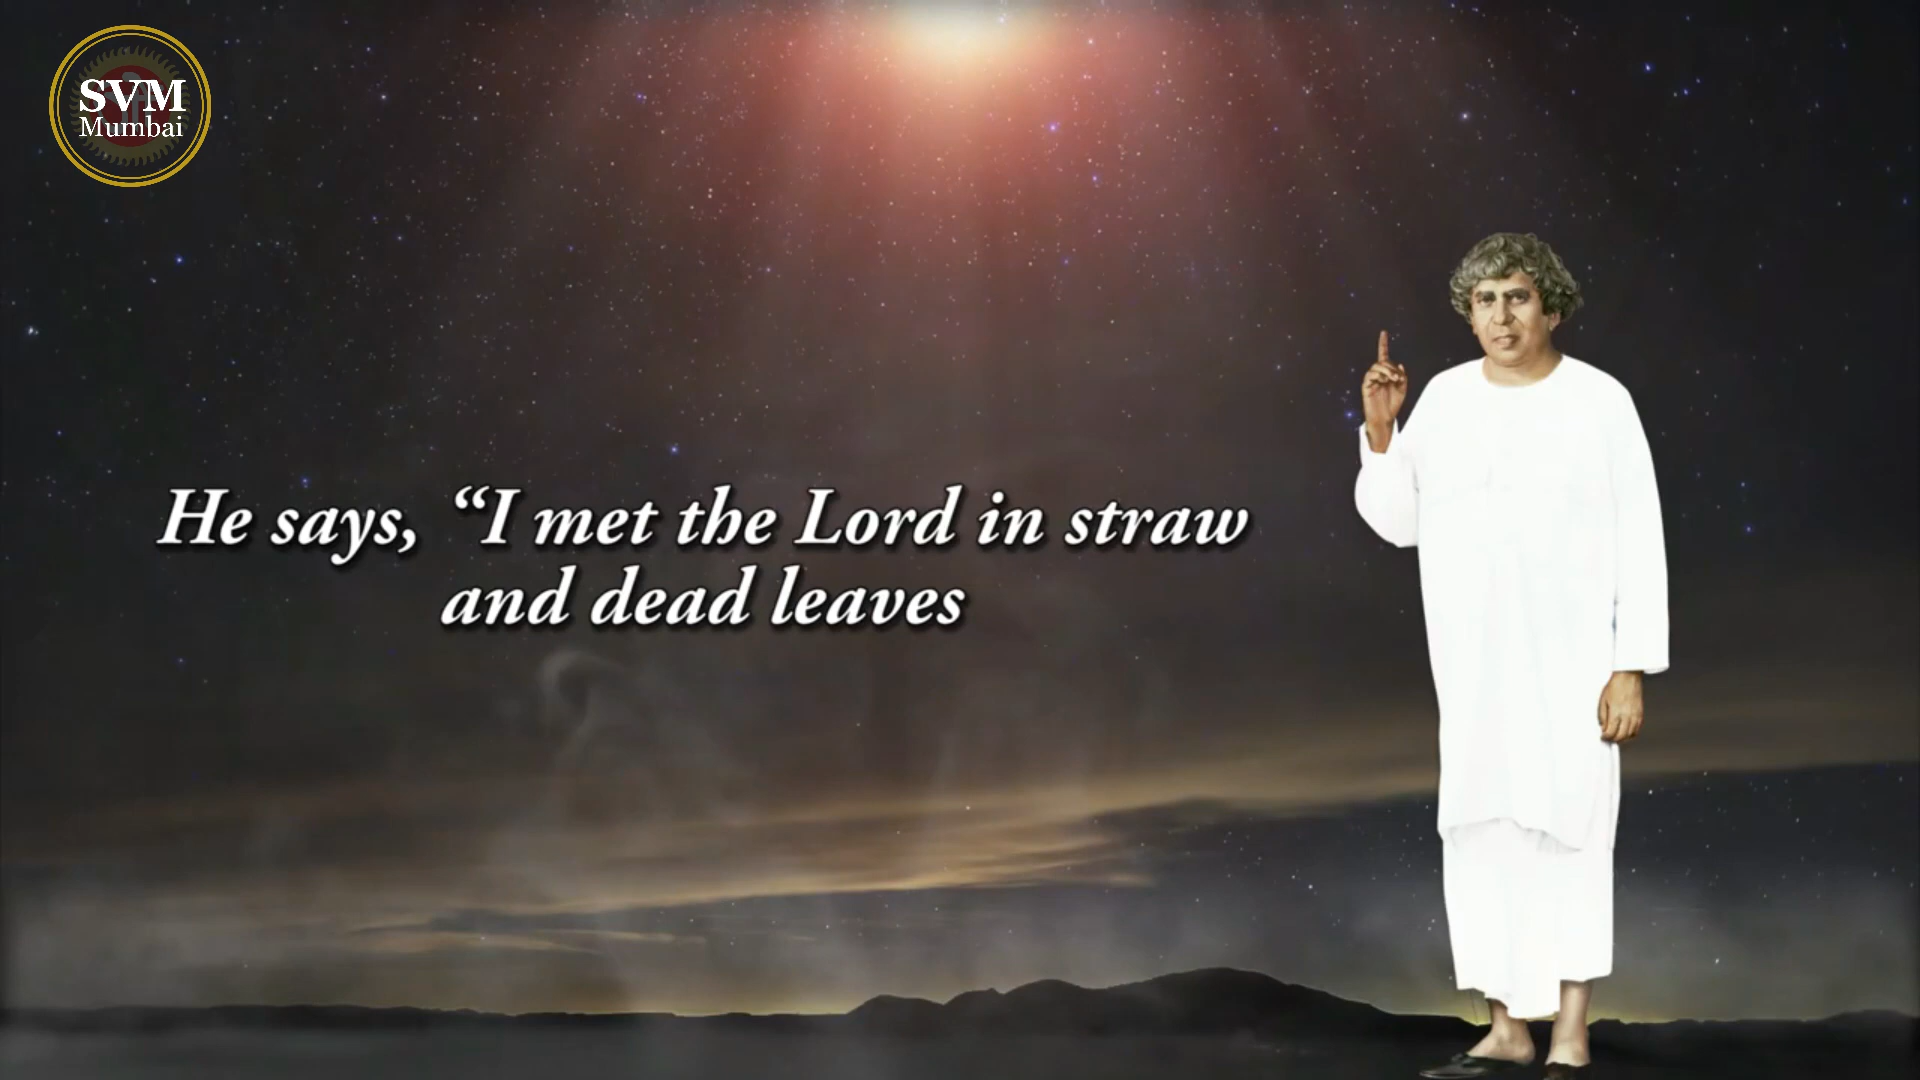 SVM
Mumbai
He says, “I met the Lord in straw
and dead leaves